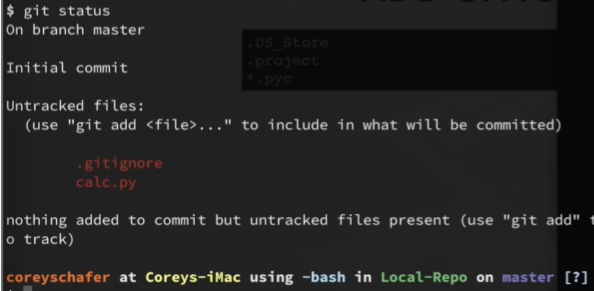 $ git status
On branch master
.DS_Store
.project
*.pyc
Initial commit
Untracked files:
(use "git add <file>..." to include in what will be committed)
.gitignore
calc.py
nothing added to commit but untracked files present (use "git add" t
o track)
coreyschafer at Coreys-iMac using -bash in Local-Repo on master [?]